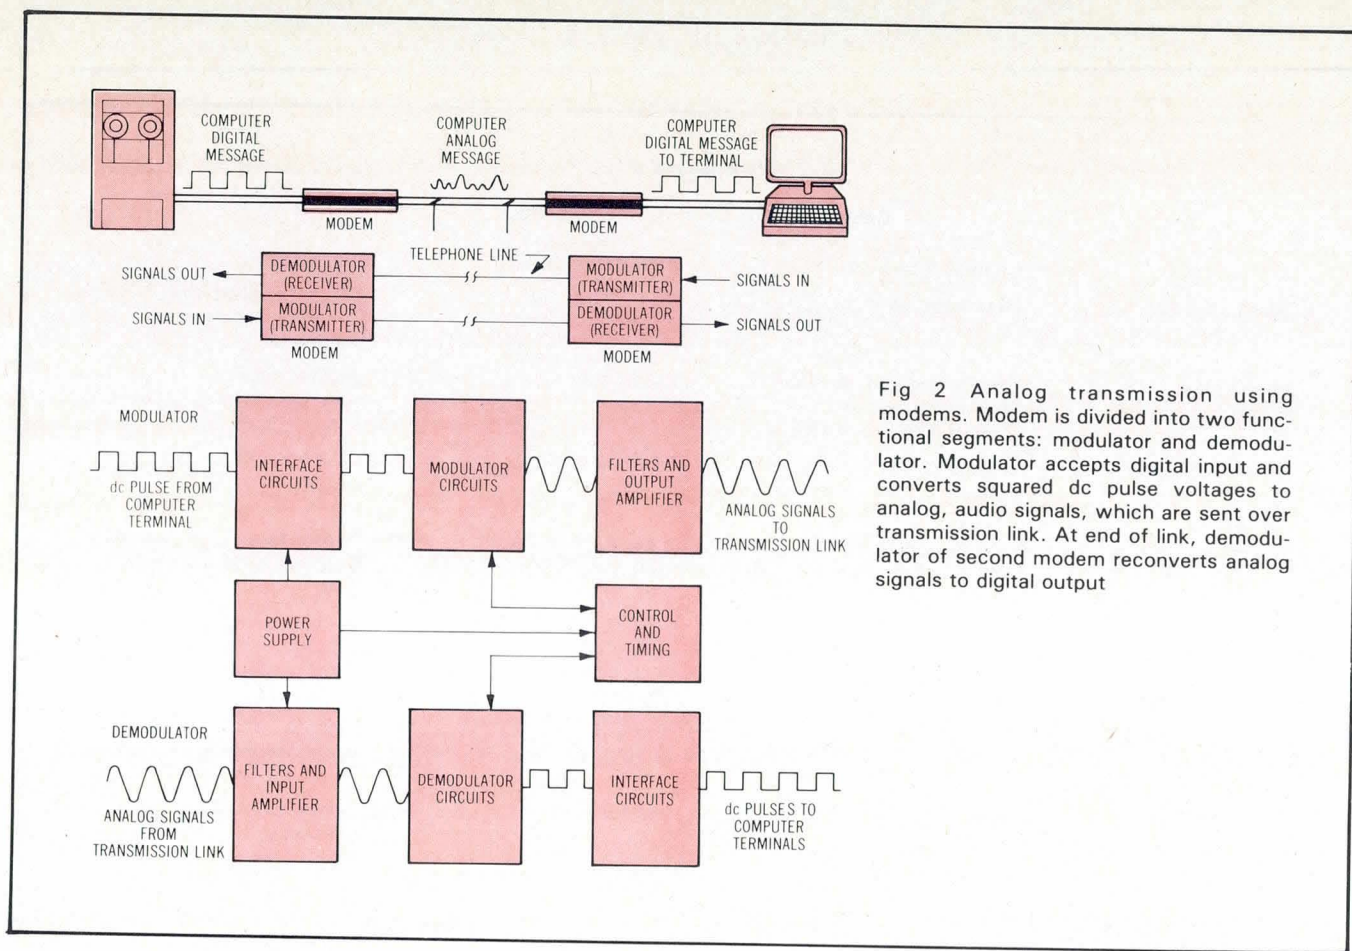 COMPUTER
DIGITAL
MESSAGE
COMPUTER
ANALOG
MESSAGE
COMPUTER
DIGITAL MESSAGE
TO TERMINAL
MODEM
MODEM
TELEPHONE LINE
SIGNALS OUT
DEMODULATOR
(RECEIVER)
MODULATOR
(TRANSMITTER)
SIGNALS IN
SIGNALS IN
MODULATOR
(TRANSMITTER)
DEMODULATOR
(RECEIVER)
SIGNALS OUT
MODEM
MODEM
MODULATOR
dc PULSE FROM
COMPUTER
TERMINAL
INTERFACE
CIRCUITS
MODULATOR
CIRCUITS
FILTERS AND
OUTPUT
AMPLIFIER
ANALOG SIGNALS
TO
TRANSMISSION LINK
POWER
SUPPLY
CONTROL
AND
TIMING
DEMODULATOR
ANALOG SIGNALS
FROM
TRANSMISSION LINK
FILTERS AND
INPUT
AMPLIFIER
DEMODULATOR
CIRCUITS
INTERFACE
CIRCUITS
dc PULSES TO
COMPUTER
TERMINALS
Fig 2 Analog transmission using
modems. Modem is divided into two func-
tional segments: modulator and demodu-
lator. Modulator accepts digital input and
converts squared dc pulse voltages to
analog, audio signals, which are sent over
transmission link. At end of link, demodu-
lator of second modem reconverts analog
signals to digital output